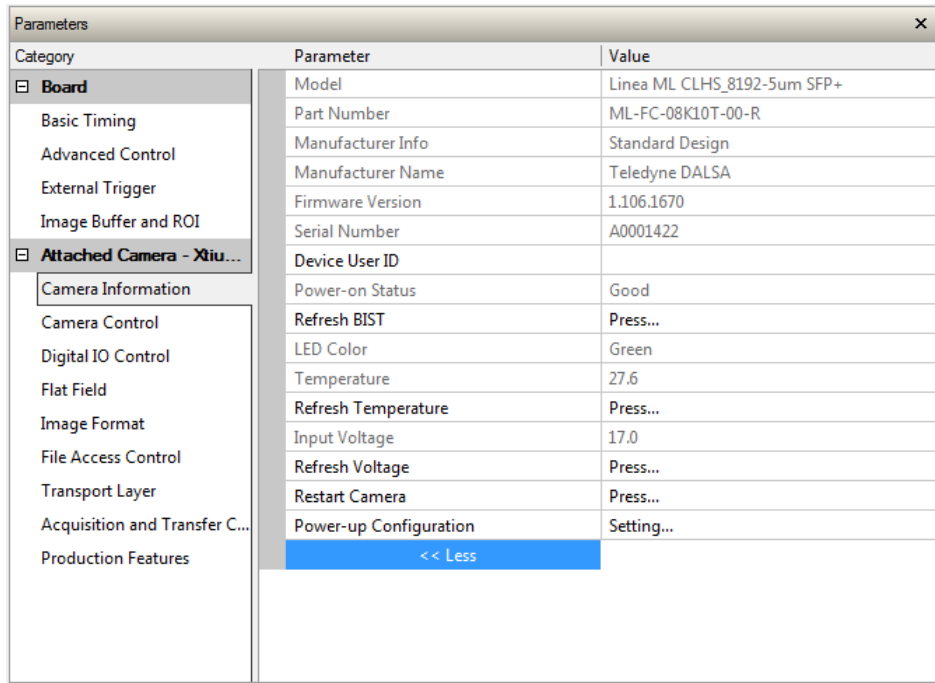 Parameters
Category Parameter Value
Board Model Linea ML CLHS_8192-5um SFP+
Basic Timing Part Number ML-FC-08K10T-00-R
Advanced Control Manufacturer Info Standard Design
External Trigger Manufacturer Name Teledyne DALSA
Image Buffer and ROI Firmware Version 1.106.1670
Serial Number A0001422
Attached Camera - Xtiu... Device User ID
Camera Information Power-on Status Good
Camera Control Refresh BIST Press...
Digital IO Control LED Color Green
Flat Field Temperature 27.6
Image Format Refresh Temperature Press...
File Access Control Input Voltage 17.0
Refresh Voltage Press...
Transport Layer Restart Camera Press...
Acquisition and Transfer C... Power-up Configuration Setting...
Production Features << Less